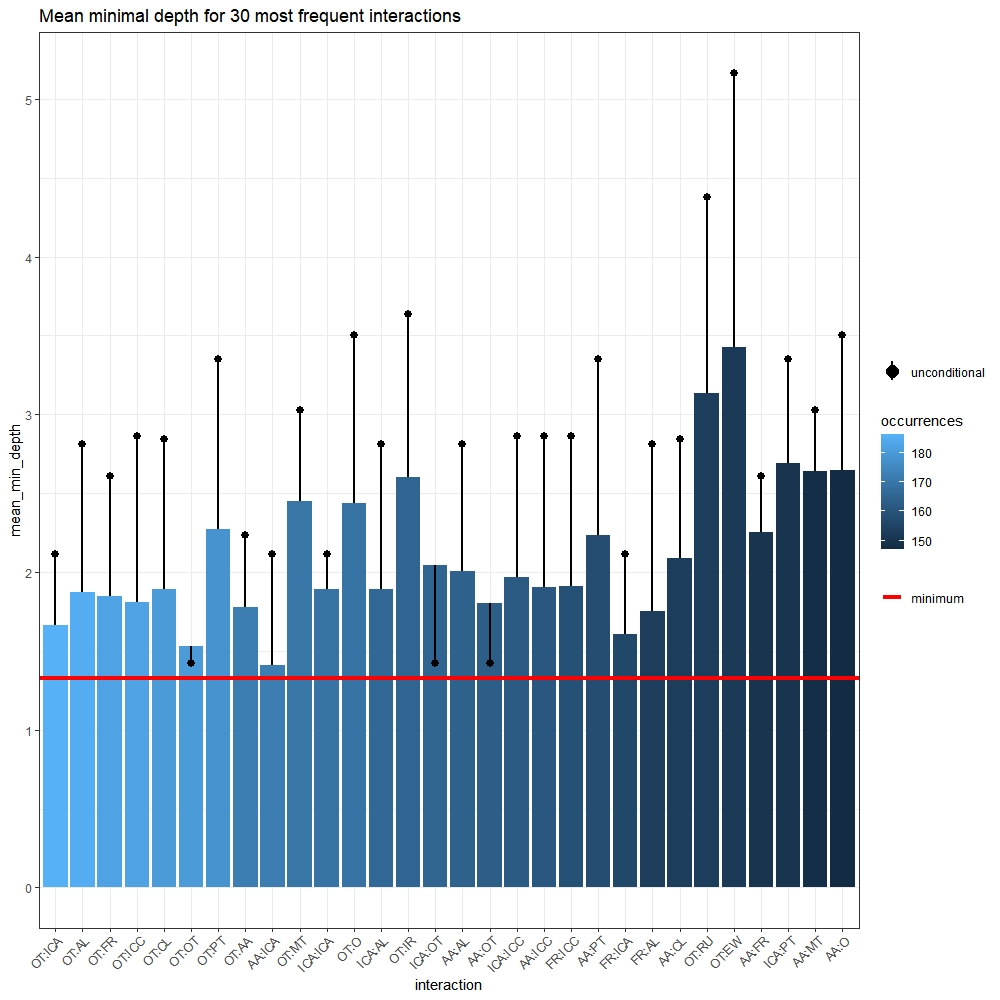 Mean minimal depth for 30 most frequent interactions
mean_min_depth
5
4
3
2
1
0
OT:ICA
OT:AL
OT:FR
OT:ICC
OT:CL
OT:OT
OT:PT
OT:AA
AA:ICA
OT:MT
ICA:ICA
OT:O
ICA:AL
OT:IR
ICA:OT
AA:AL
AA:OT
ICA:ICC
AA:ICC
FR:ICC
AA:PT
FR:ICA
FR:AL
AA:CL
OT:RU
OT:EW
AA:FR
ICA:PT
AA:MT
AA:O
interaction
unconditional
occurrences
180
170
160
150
minimum